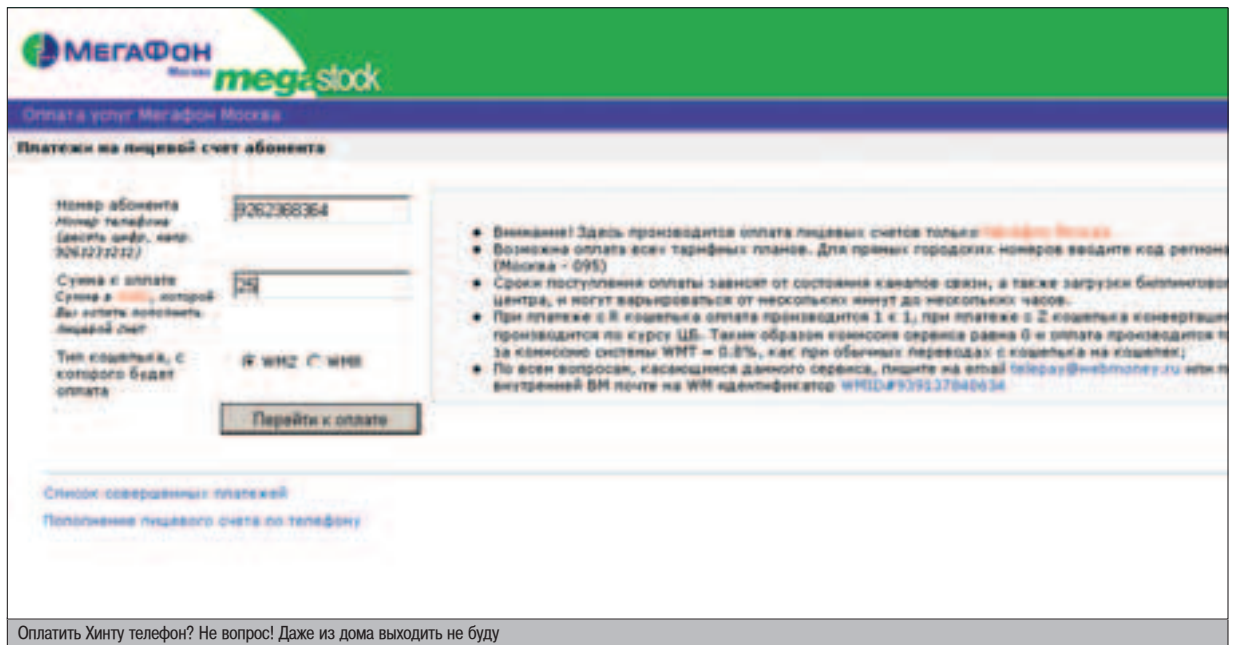 МЕГАФОН
Москва
megastock
Оплата услуг Мегафон Москва
Платежи на лицевой счет абонента
Номер абонента
Номер телефона
(десять цифр, напр.
9263232323)
9262368364
Сумма к оплате
Сумма в которой
Вы хотите пополнить
лицевой счет
25
Тип кошелька, с
которого будет
оплата
WMZ WMR
Перейти к оплате
Внимание! Здесь производится оплата лицевых счетов только Мегафон Москва
Возможна оплата всех тарифных планов. Для прямых городских номеров вводите код региона
(Москва - 095)
Сроки поступления оплаты зависят от состояния каналов связи, а также загрузки биллингового
центра, и могут варьироваться от нескольких минут до нескольких часов.
При платеже с R кошелька оплата производится 1 к 1, при платеже с Z кошелька конвертация
производится по курсу ЦБ. Таким образом комиссия сервиса равна 0 и оплата производится
за комиссию системы WMT = 0.8%, как при обычных переводах с кошелька на кошелек;
По всем вопросам, касающимся данного сервиса, пишите на email telepay@webmoney.ru или
внутренней ВМ почте на WM идентификатор WMID#939137840634
Список совершенных платежей
Пополнение лицевого счета по телефону
Оплатить Хинту телефон? Не вопрос! Даже из дома выходить не буду